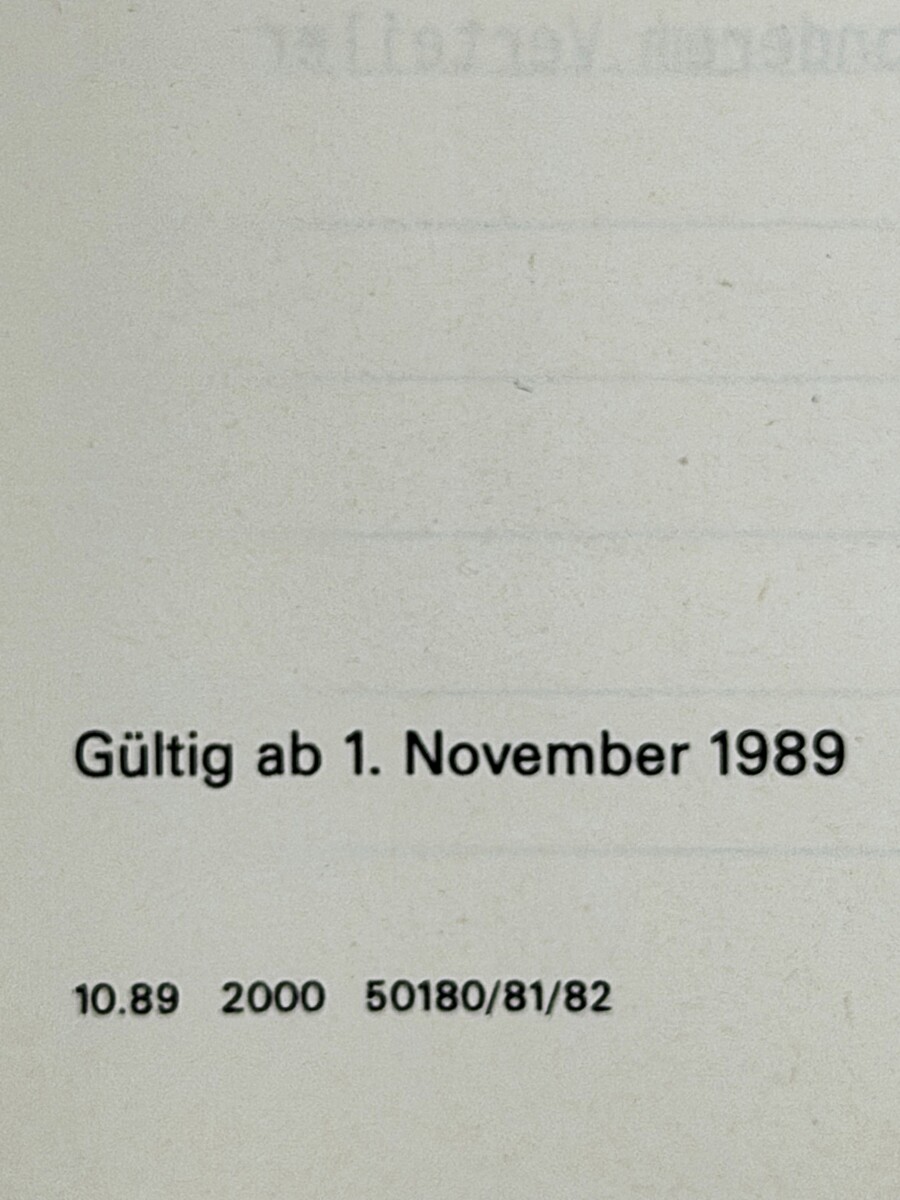 Gültig ab 1. November 1989
10.89 2000 50180/81/82